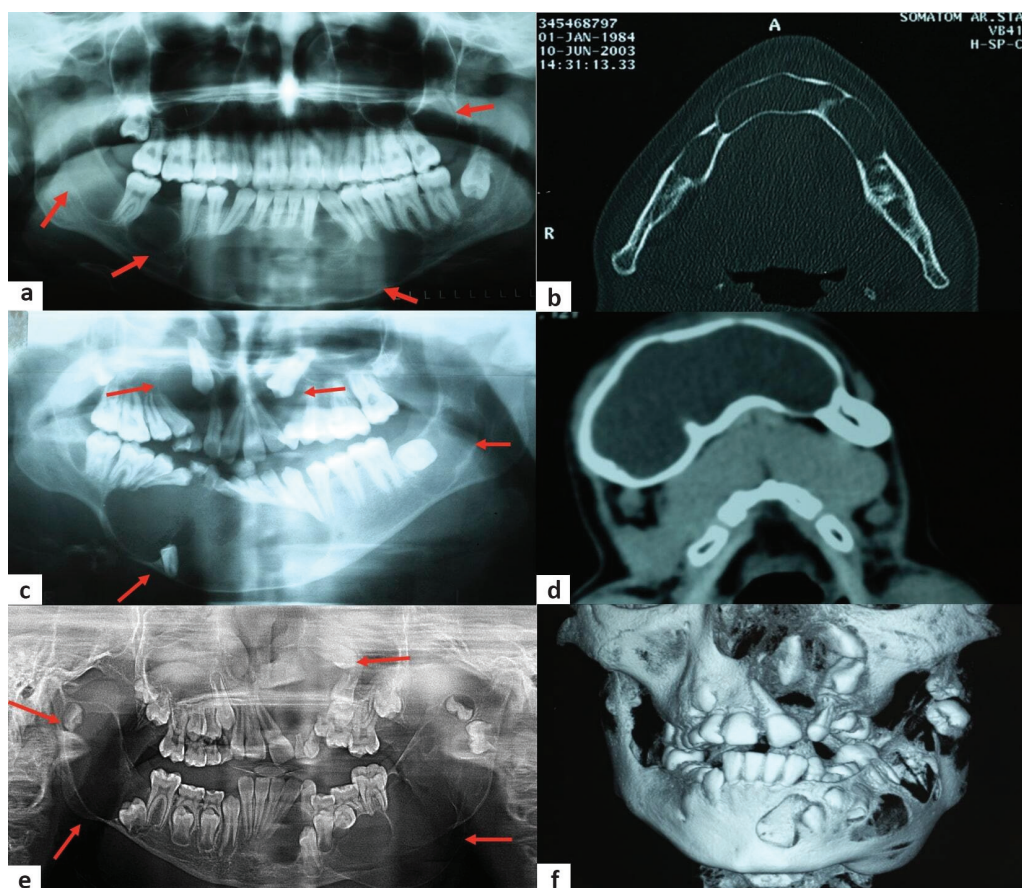 345468797
01-JAN-1984
10-JUN-2003
14:31:13.33
A
SOMATOM AR.STA
VB41
H-SP-C
R
a
b
c
d
e
f